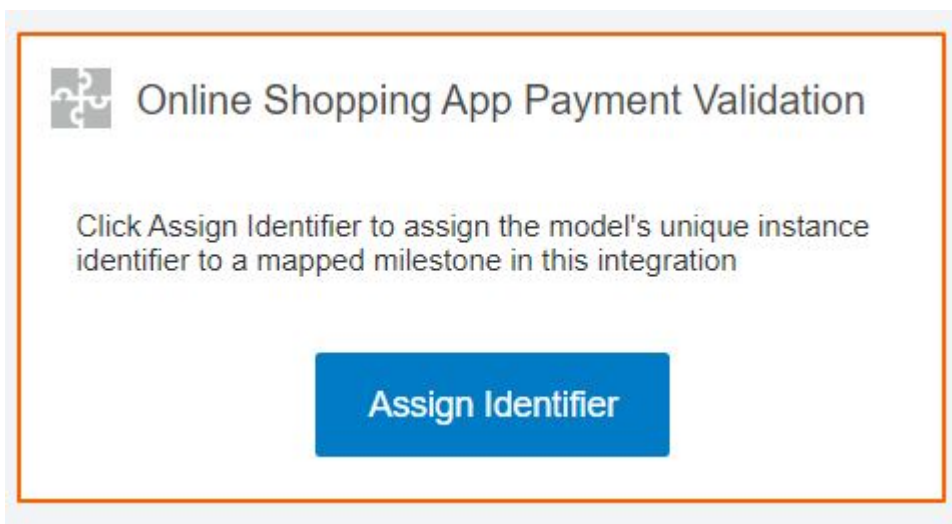 Online Shopping App Payment Validation
Click Assign Identifier to assign the model's unique instance
identifier to a mapped milestone in this integration
Assign Identifier